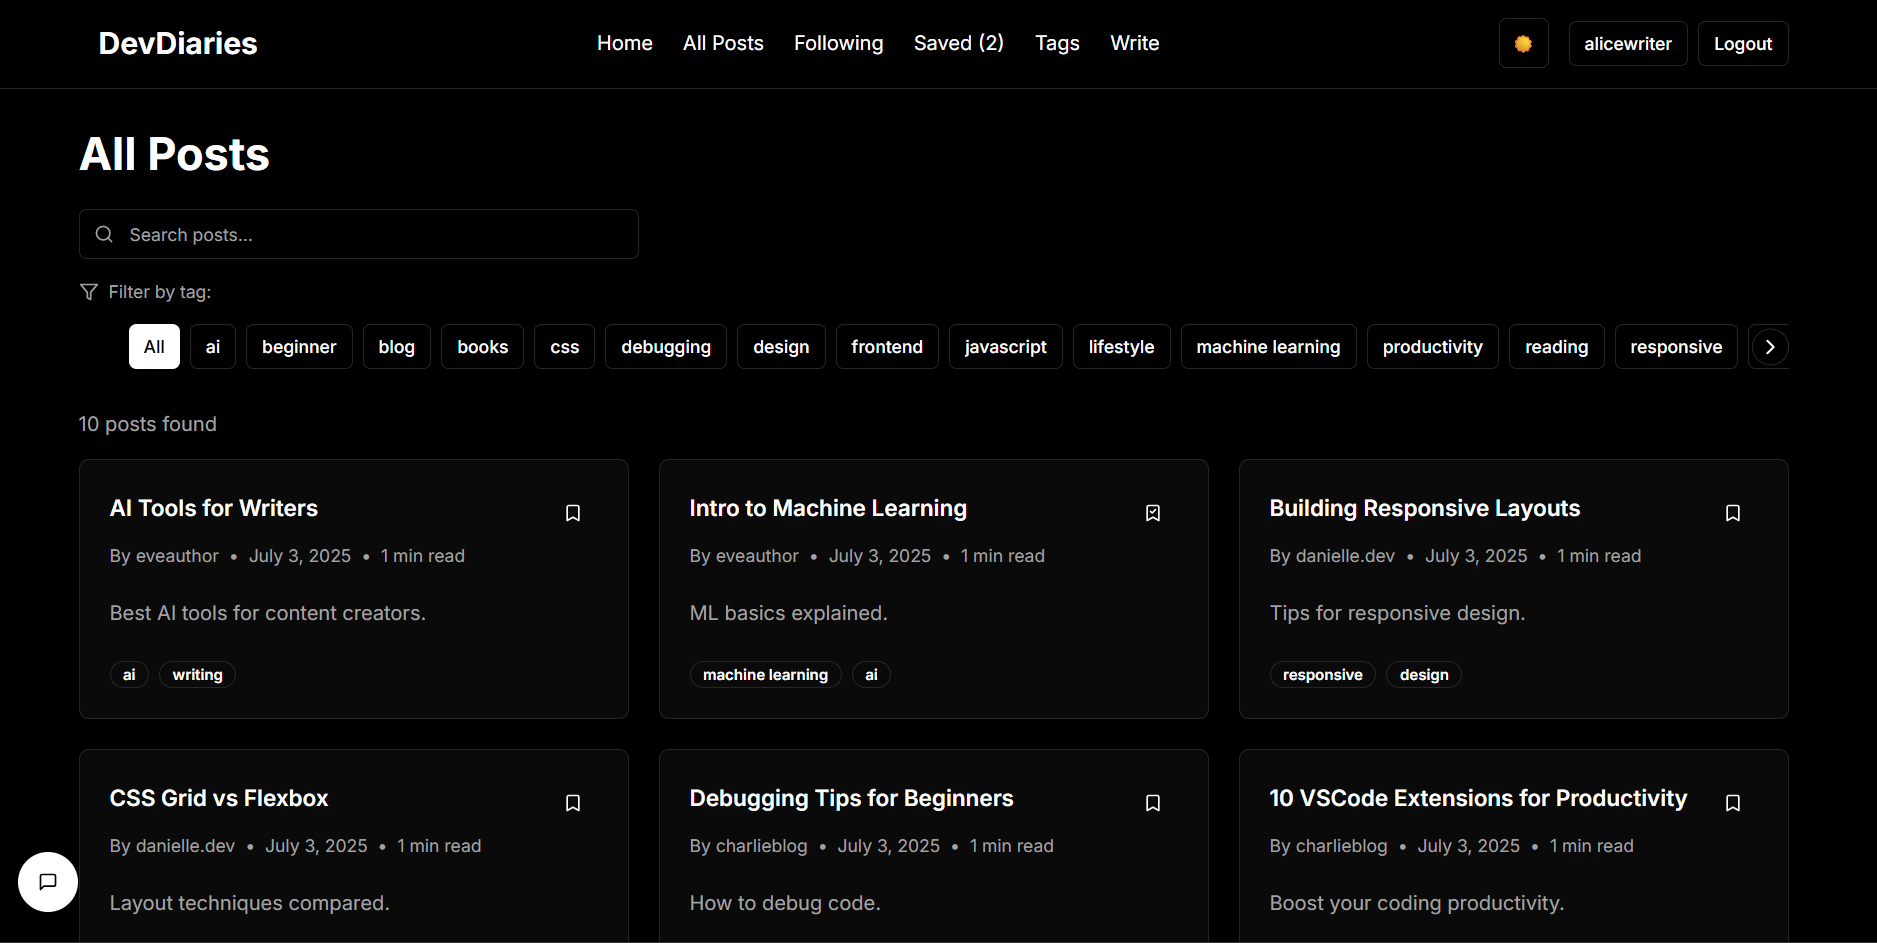 DevDiaries
Home All Posts Following Saved (2) Tags Write
alicewriter Logout
All Posts
Search posts...
Filter by tag:
All ai beginner blog books css debugging design frontend javascript lifestyle machine learning productivity reading responsive
10 posts found
AI Tools for Writers
By eveauthor • July 3, 2025 • 1 min read
Best AI tools for content creators.
ai writing
Intro to Machine Learning
By eveauthor • July 3, 2025 • 1 min read
ML basics explained.
machine learning ai
Building Responsive Layouts
By danielle.dev • July 3, 2025 • 1 min read
Tips for responsive design.
responsive design
CSS Grid vs Flexbox
By danielle.dev • July 3, 2025 • 1 min read
Layout techniques compared.
Debugging Tips for Beginners
By charlieblog • July 3, 2025 • 1 min read
How to debug code.
10 VSCode Extensions for Productivity
By charlieblog • July 3, 2025 • 1 min read
Boost your coding productivity.